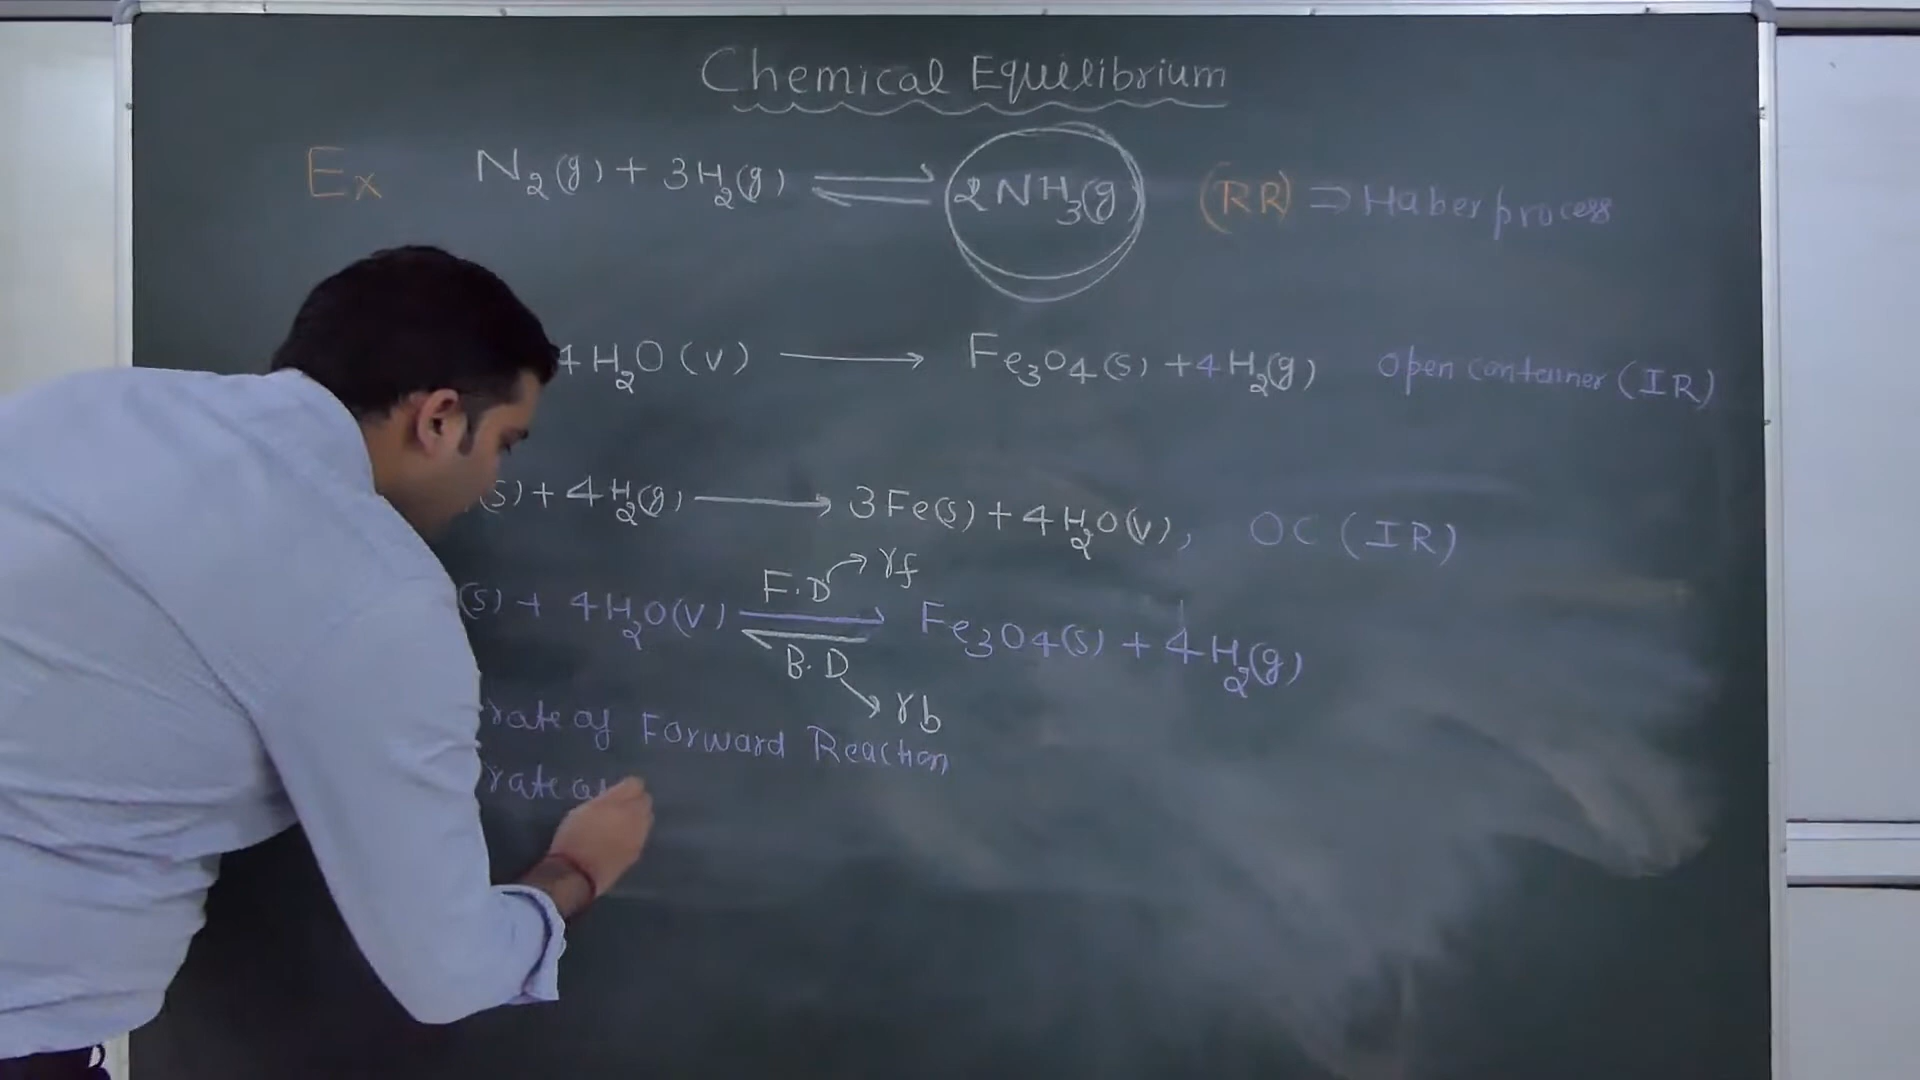 Chemical Equilibrium
Ex N₂(g) + 3H₂(g) ⇌ 2NH₃(g) (RR) ⇒ Haber process
4H₂O(v) ⟶ Fe₃O₄(s) + 4H₂(g) Open container (IR)
(s) + 4H₂(g) ⟶ 3Fe(s) + 4H₂O(v), OC (IR)
F.D → rf
(s) + 4H₂O(v) ⇌ Fe₃O₄(s) + 4H₂(g)
B.D → rb
rate of Forward Reaction
rate of